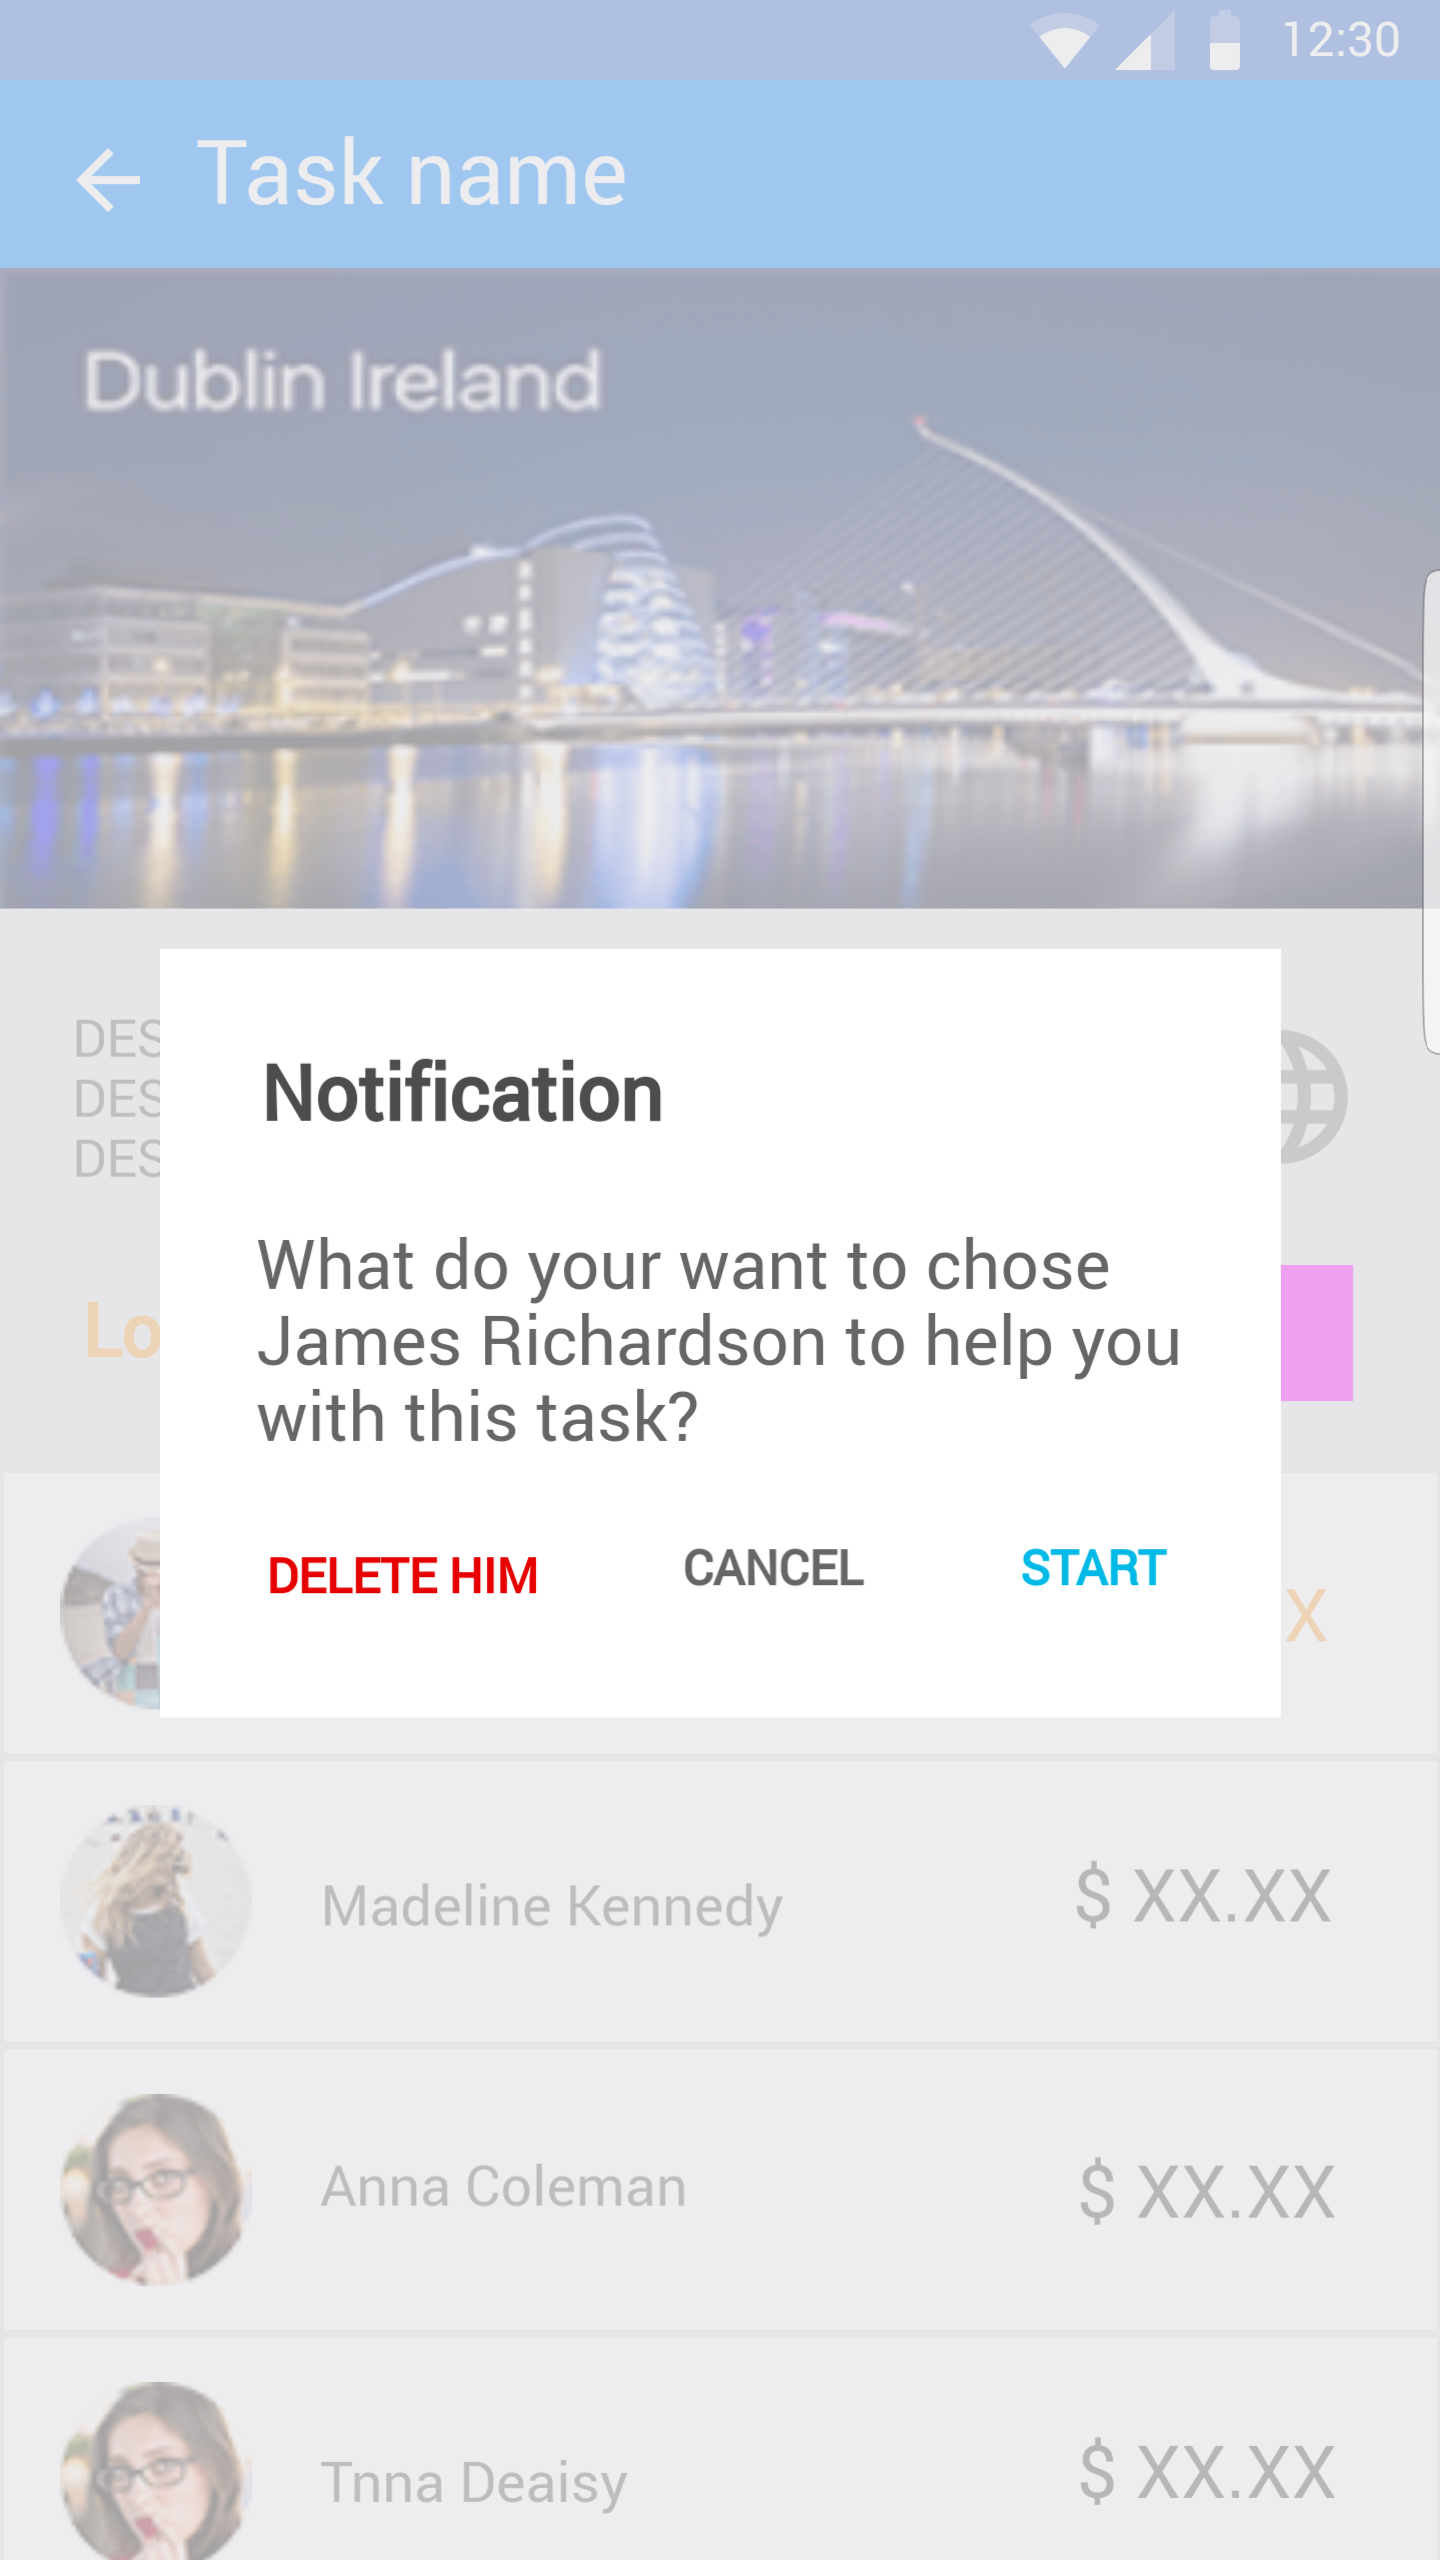 12:30
Task name
Dublin Ireland
DES
DES
DES
Notification
What do your want to chose
James Richardson to help you
with this task?
Lo
DELETE HIM CANCEL START
X
Madeline Kennedy $ XX.XX
Anna Coleman $ XX.XX
Tnna Deaisy $ XX.XX